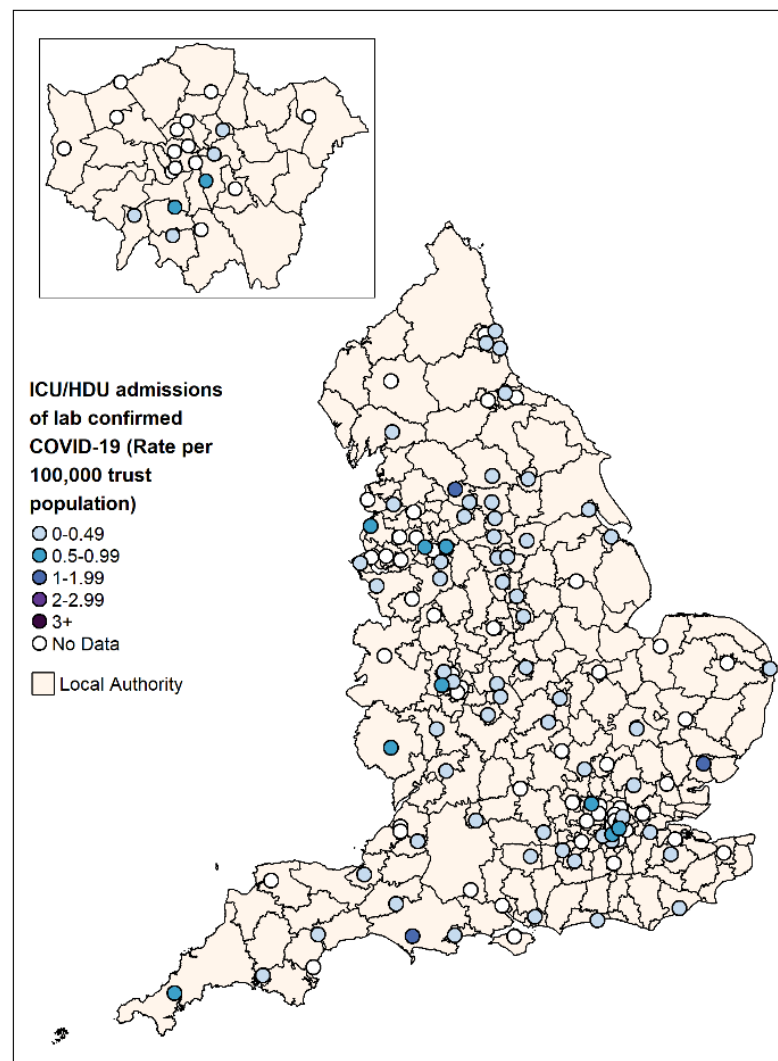 ICU/HDU admissions
of lab confirmed
COVID-19 (Rate per
100,000 trust
population)
0-0.49
0.5-0.99
1-1.99
2-2.99
3+
No Data
Local Authority